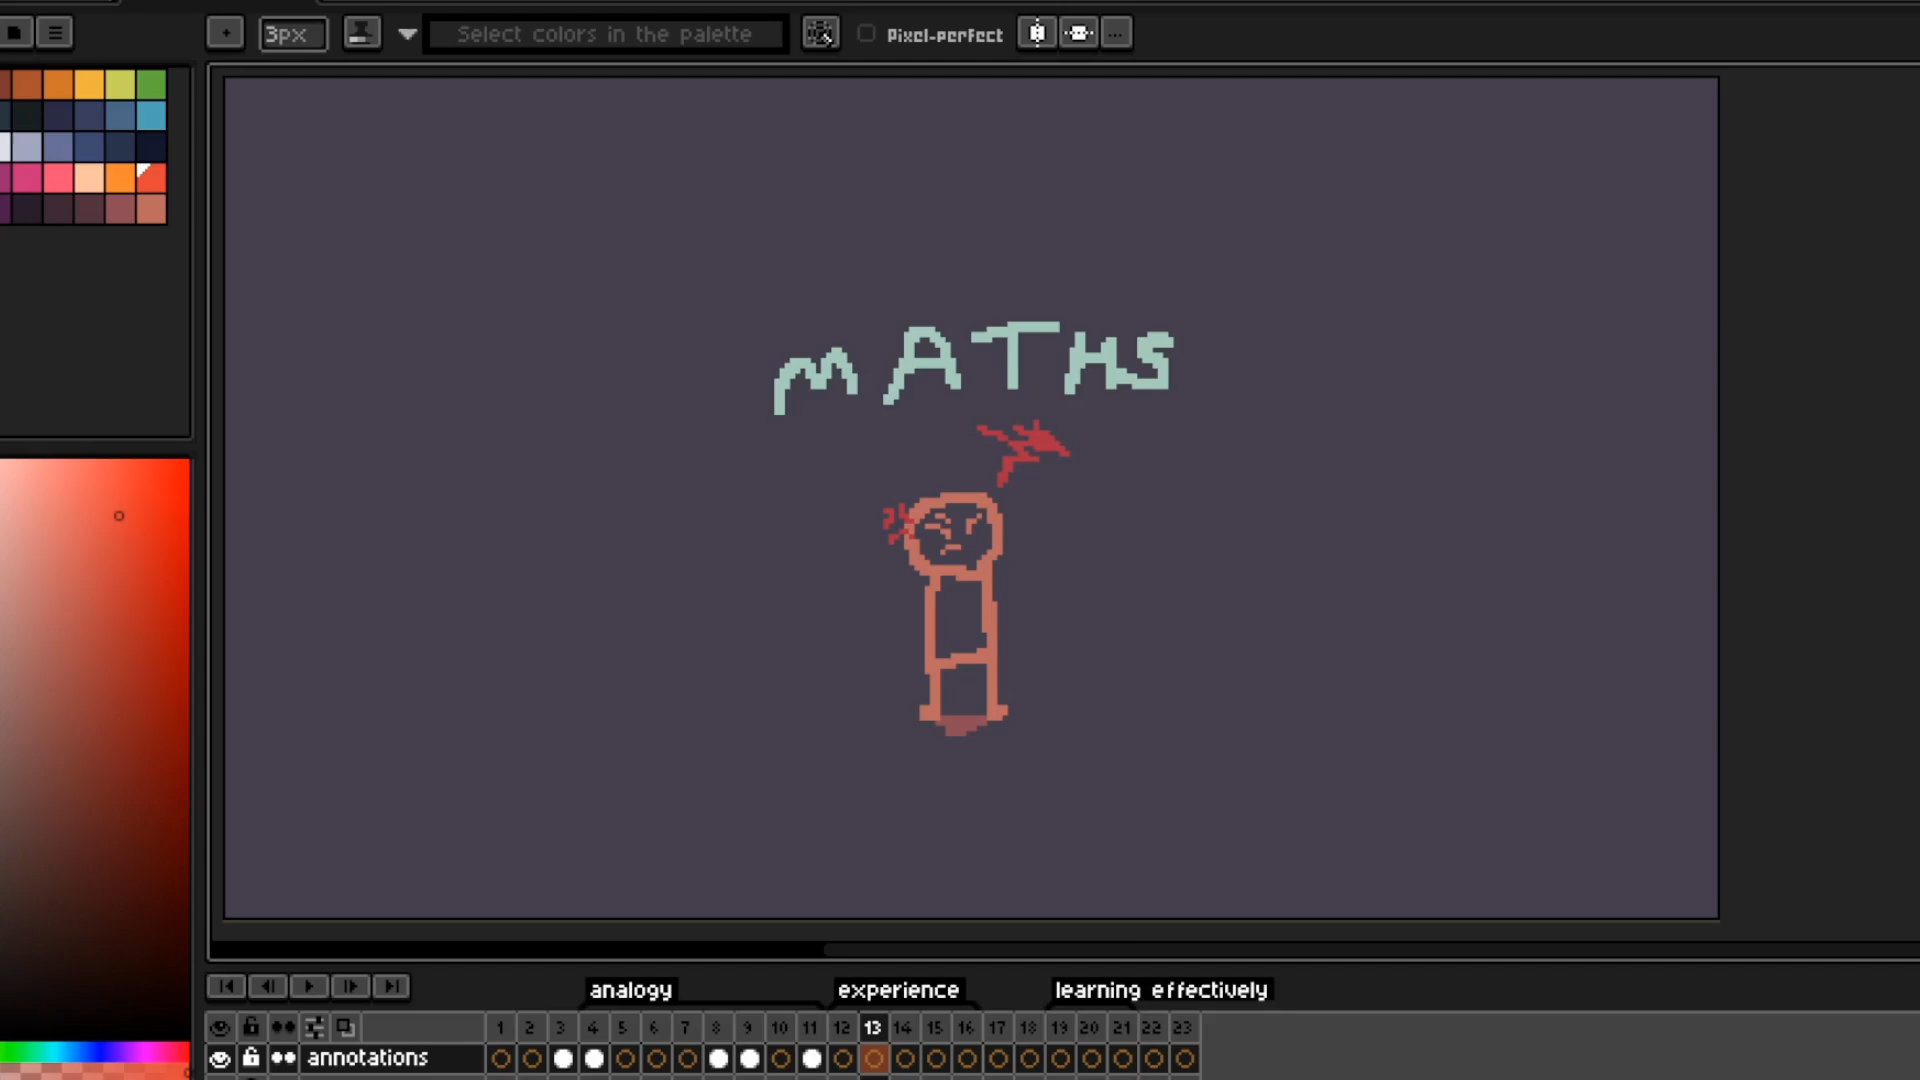 3px
Select colors in the palette
Pixel-perfect
...
mATHS
analogy
experience
learning effectively
1 2 3 4 5 6 7 8 9 10 11 12 13 14 15 16 17 18 19 20 21 22 23
annotations